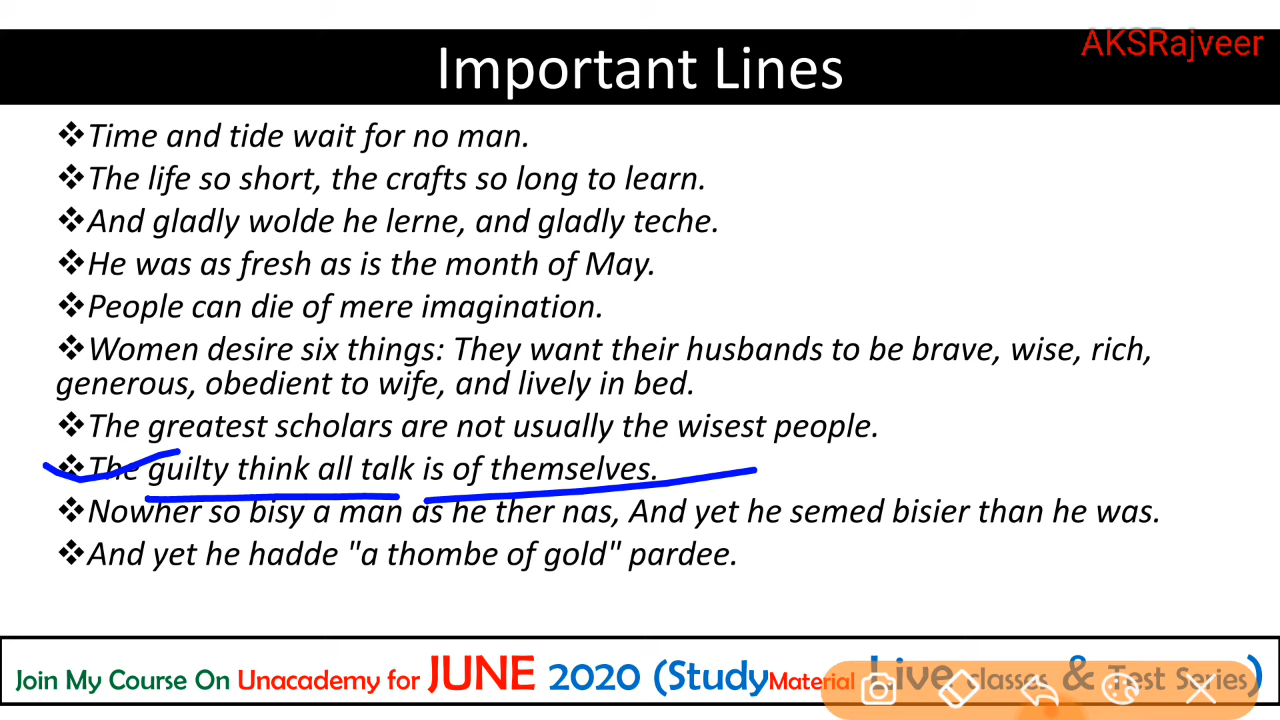 AKSRajveer
Important Lines
❖Time and tide wait for no man.
❖The life so short, the crafts so long to learn.
❖And gladly wolde he lerne, and gladly teche.
❖He was as fresh as is the month of May.
❖People can die of mere imagination.
❖Women desire six things: They want their husbands to be brave, wise, rich,
generous, obedient to wife, and lively in bed.
❖The greatest scholars are not usually the wisest people.
❖The guilty think all talk is of themselves.
❖Nowher so bisy a man as he ther nas, And yet he semed bisier than he was.
❖And yet he hadde "a thombe of gold" pardee.
Join My Course On Unacademy for JUNE 2020 (Study Material Live classes & Test Series)